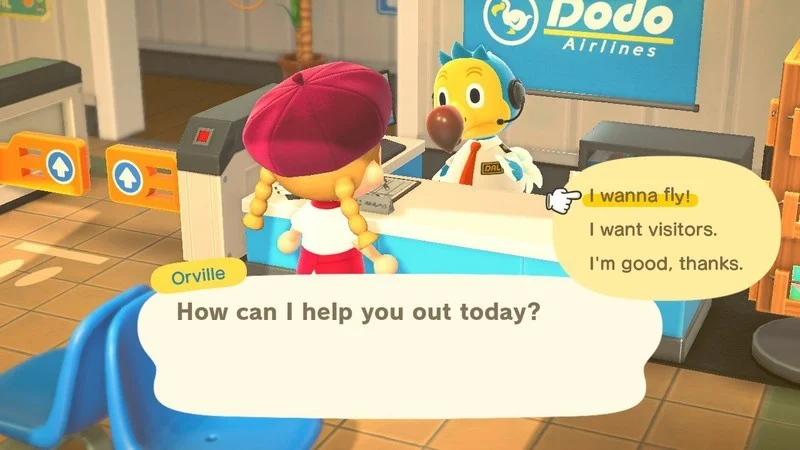 Dodo
Airlines
DAL
I wanna fly!
I want visitors.
I'm good, thanks.
Orville
How can I help you out today?